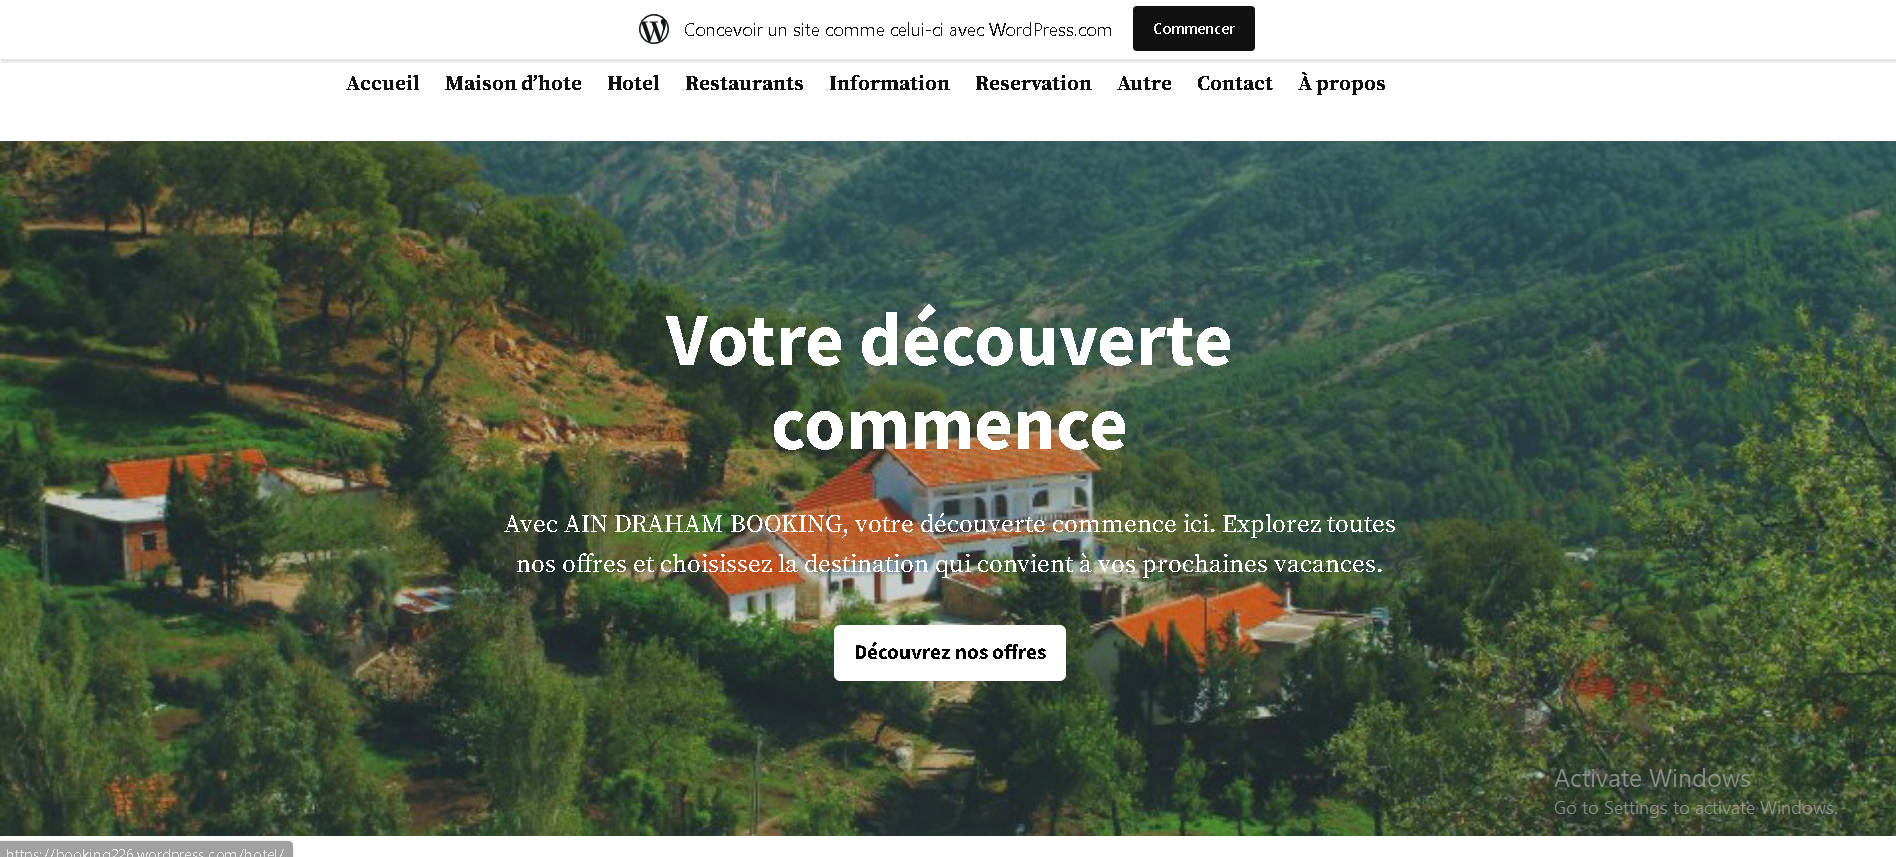 Concevoir un site comme celui-ci avec WordPress.com
Commencer
Accueil Maison d’hote Hotel Restaurants Information Reservation Autre Contact À propos
Votre découverte
commence
Avec AIN DRAHAM BOOKING, votre découverte commence ici. Explorez toutes
nos offres et choisissez la destination qui convient à vos prochaines vacances.
Découvrez nos offres
Activate Windows
Go to Settings to activate Windows.
https://booking226.wordpress.com/hotel/